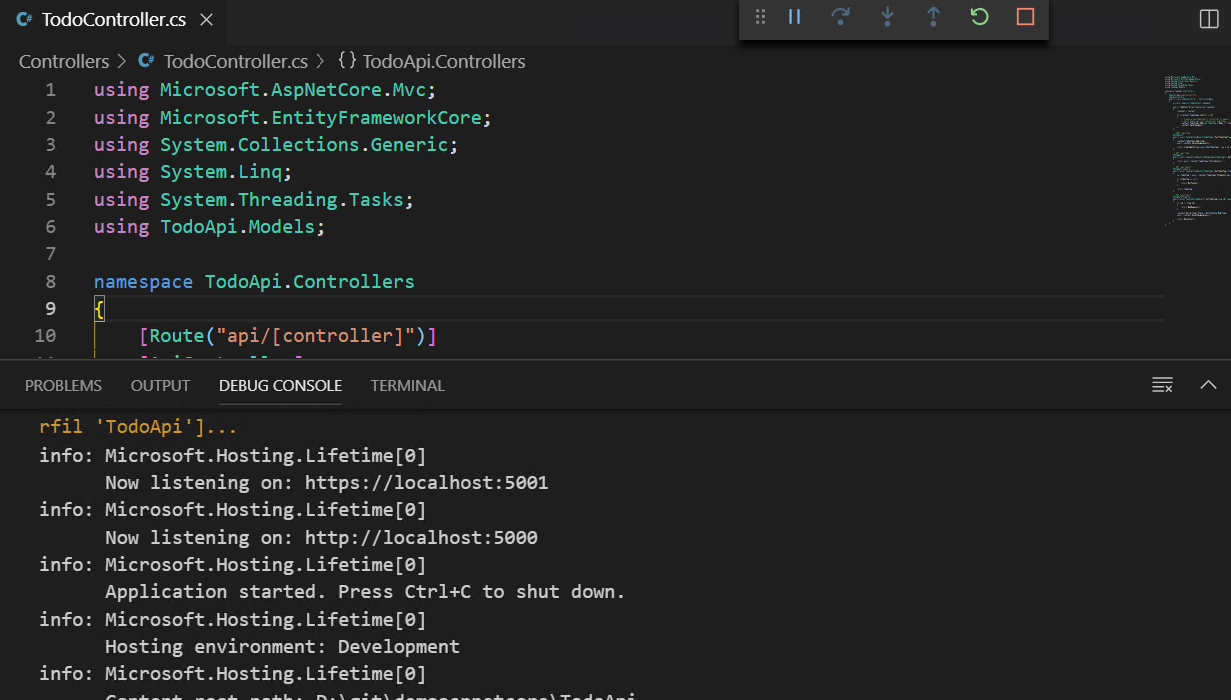 TodoController.cs
Controllers > TodoController.cs > {} TodoApi.Controllers
1 using Microsoft.AspNetCore.Mvc;
2 using Microsoft.EntityFrameworkCore;
3 using System.Collections.Generic;
4 using System.Linq;
5 using System.Threading.Tasks;
6 using TodoApi.Models;
7
8 namespace TodoApi.Controllers
9 {
10 [Route("api/[controller]")]
PROBLEMS OUTPUT DEBUG CONSOLE TERMINAL
rfil 'TodoApi']...
info: Microsoft.Hosting.Lifetime[0]
Now listening on: https://localhost:5001
info: Microsoft.Hosting.Lifetime[0]
Now listening on: http://localhost:5000
info: Microsoft.Hosting.Lifetime[0]
Application started. Press Ctrl+C to shut down.
info: Microsoft.Hosting.Lifetime[0]
Hosting environment: Development
info: Microsoft.Hosting.Lifetime[0]
Content root path: